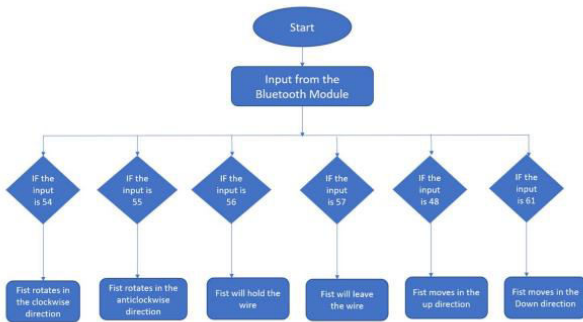 Start
Input from the
Bluetooth Module
IF the
input
is 54
IF the
input is
55
IF the
input is
56
IF the
input
is 57
IF the
input
is 48
IF the
input
is 61
Fist rotates in
the clockwise
direction
Fist rotates in the
anticlockwise
direction
Fist will hold the
wire
Fist will leave
the wire
Fist moves in the
up direction
Fist moves in the
Down direction